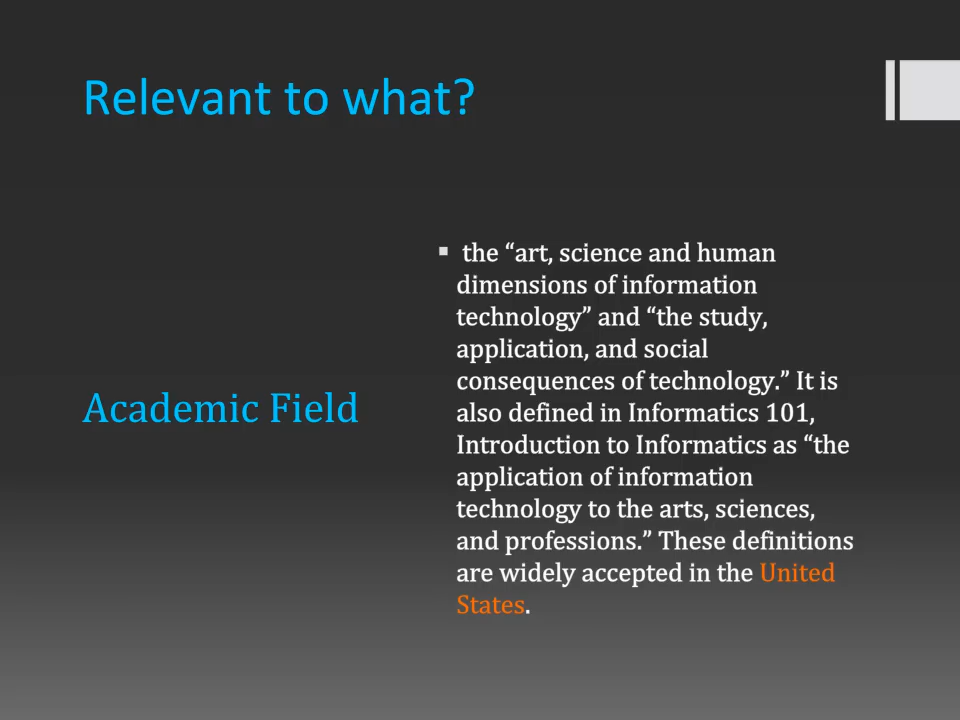 Relevant to what?
Academic Field
▪ the “art, science and human
dimensions of information
technology” and “the study,
application, and social
consequences of technology.” It is
also defined in Informatics 101,
Introduction to Informatics as “the
application of information
technology to the arts, sciences,
and professions.” These definitions
are widely accepted in the United
States.